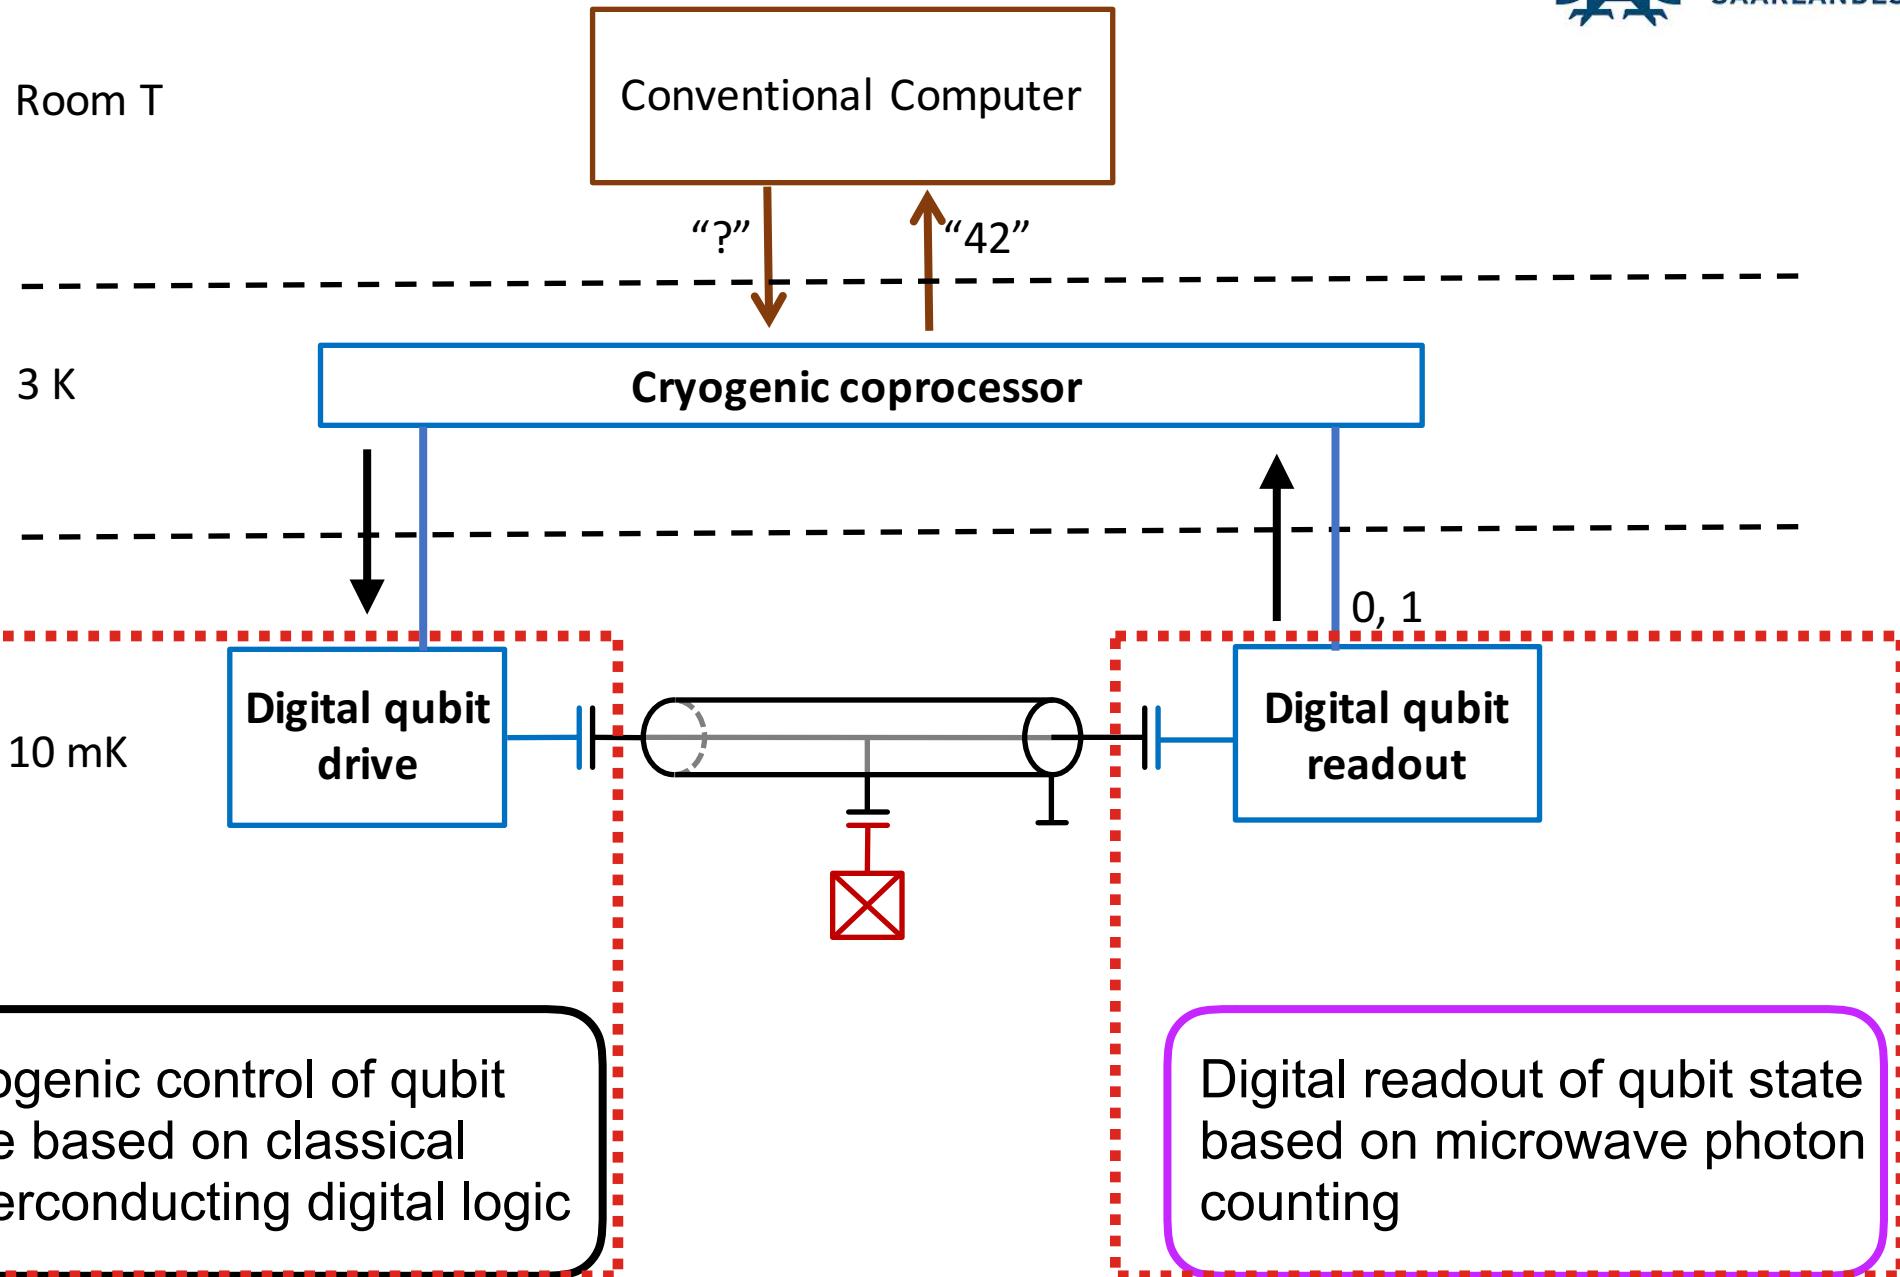 Room T
Conventional Computer
“?”
“42”
3 K
Cryogenic coprocessor
0, 1
10 mK
Digital qubit
drive
Digital qubit
readout
ogenic control of qubit
e based on classical
erconducting digital logic
Digital readout of qubit state
based on microwave photon
counting